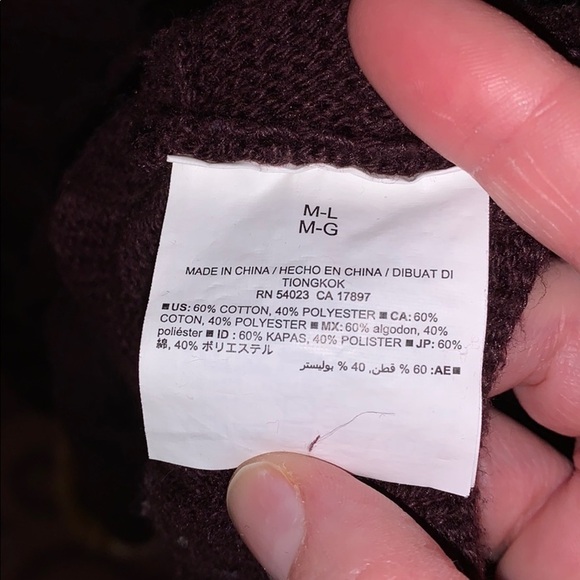 M-L
M-G
MADE IN CHINA / HECHO EN CHINA / DIBUAT DI
TIONGKOK
RN 54023 CA 17897
■US: 60% COTTON, 40% POLYESTER ■ CA: 60%
COTON, 40% POLYESTER ■ MX: 60% algodon, 40%
poliéster ■ ID : 60% KAPAS, 40% POLISTER ■ JP: 60%
綿, 40% ポリエステル
■AE: 60 % قطن, 40 % بوليستر